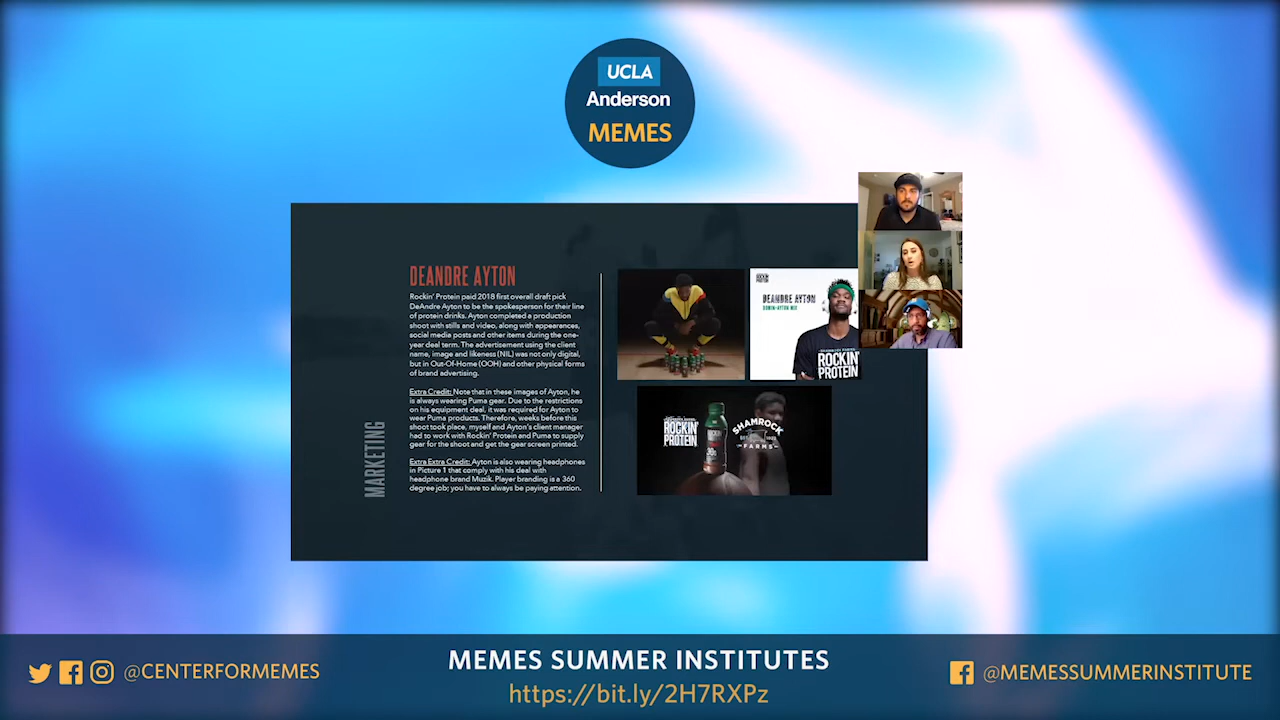 UCLA
Anderson
MEMES
DEANDRE AYTON
Rockin' Protein paid 2018 first overall draft pick
DeAndre Ayton to be the spokesperson for their line
of protein drinks. Ayton completed a production
shoot with stills and video, along with appearances,
social media posts and other items during the one-
year deal term. The advertisement using the client
name, image and likeness (NIL) was not only digital,
but in Out-Of-Home (OOH) and other physical forms
of brand advertising.
Extra Credit: Note that in these images of Ayton, he
is always wearing Puma gear. Due to the restrictions
on his equipment deal, it was required for Ayton to
wear Puma products. Therefore, weeks before this
shoot took place, myself and Ayton's client manager
had to work with Rockin' Protein and Puma to supply
gear for the shoot and get the gear screen printed.
Extra Extra Credit: Ayton is also wearing headphones
in Picture 1 that comply with his deal with
headphone brand Muzik. Player branding is a 360
degree job; you have to always be paying attention.
MARKETING
ROCKIN'
PROTEIN
DEANDRE AYTON
ROCKIN'
PROTEIN
ROCKIN'
PROTEIN
SHAMROCK
FARMS
@CENTERFORMEMES
MEMES SUMMER INSTITUTES
https://bit.ly/2H7RXPz
@MEMESSUMMERINSTITUTE